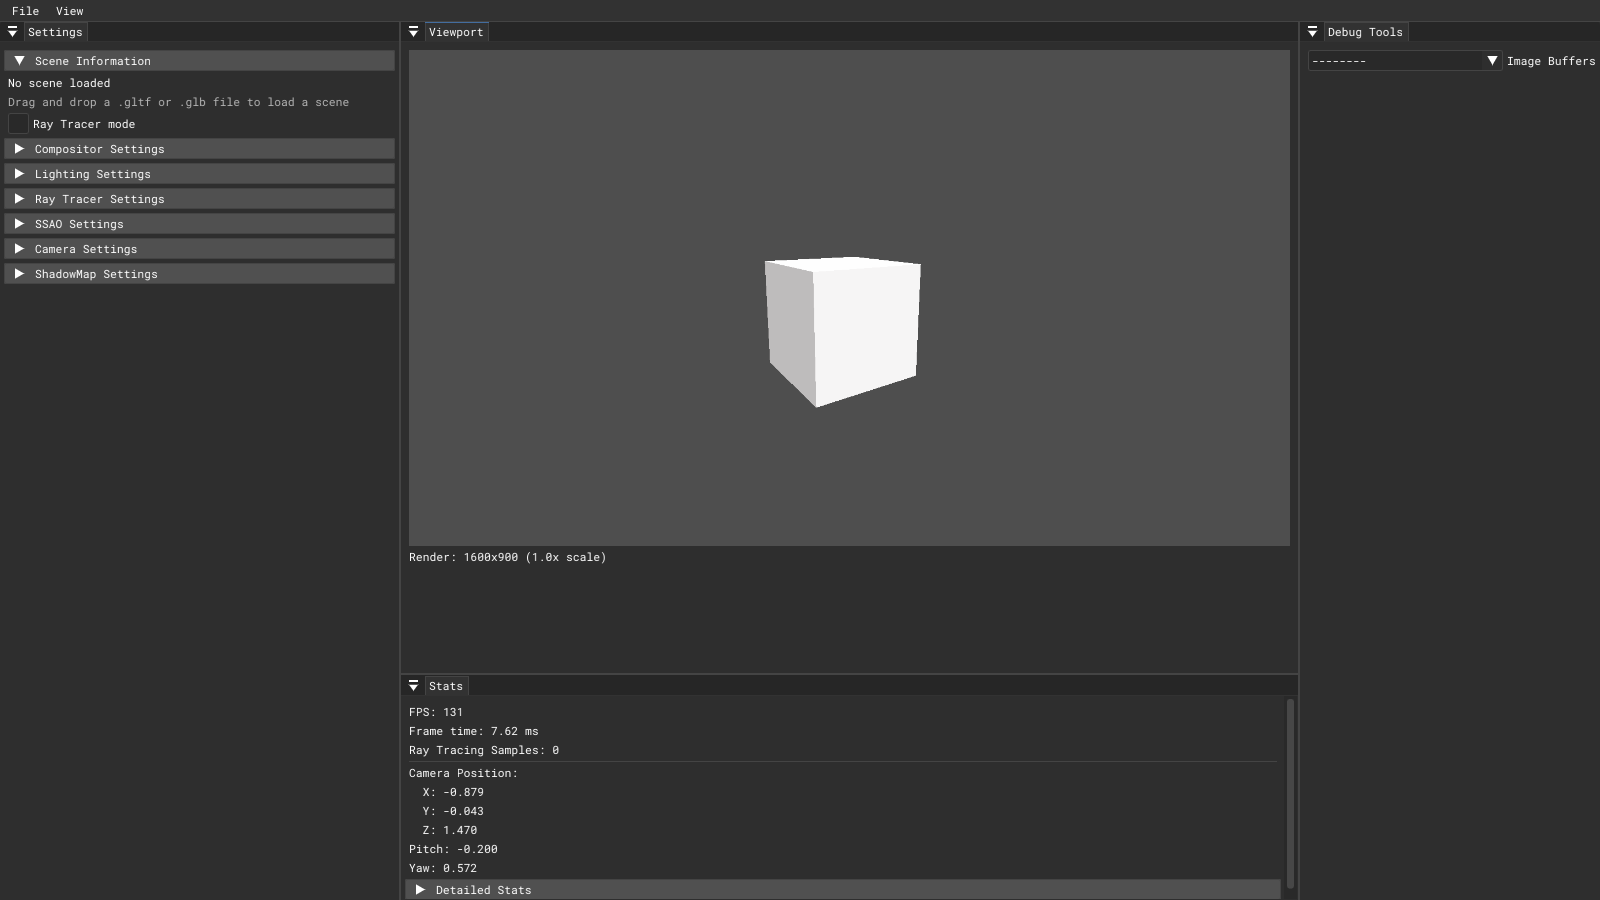 File View
Settings
Scene Information
No scene loaded
Drag and drop a .gltf or .glb file to load a scene
Ray Tracer mode
Compositor Settings
Lighting Settings
Ray Tracer Settings
SSAO Settings
Camera Settings
ShadowMap Settings
Viewport
Render: 1600x900 (1.0x scale)
Stats
FPS: 131
Frame time: 7.62 ms
Ray Tracing Samples: 0
Camera Position:
X: -0.879
Y: -0.043
Z: 1.470
Pitch: -0.200
Yaw: 0.572
Detailed Stats
Debug Tools
-------- Image Buffers